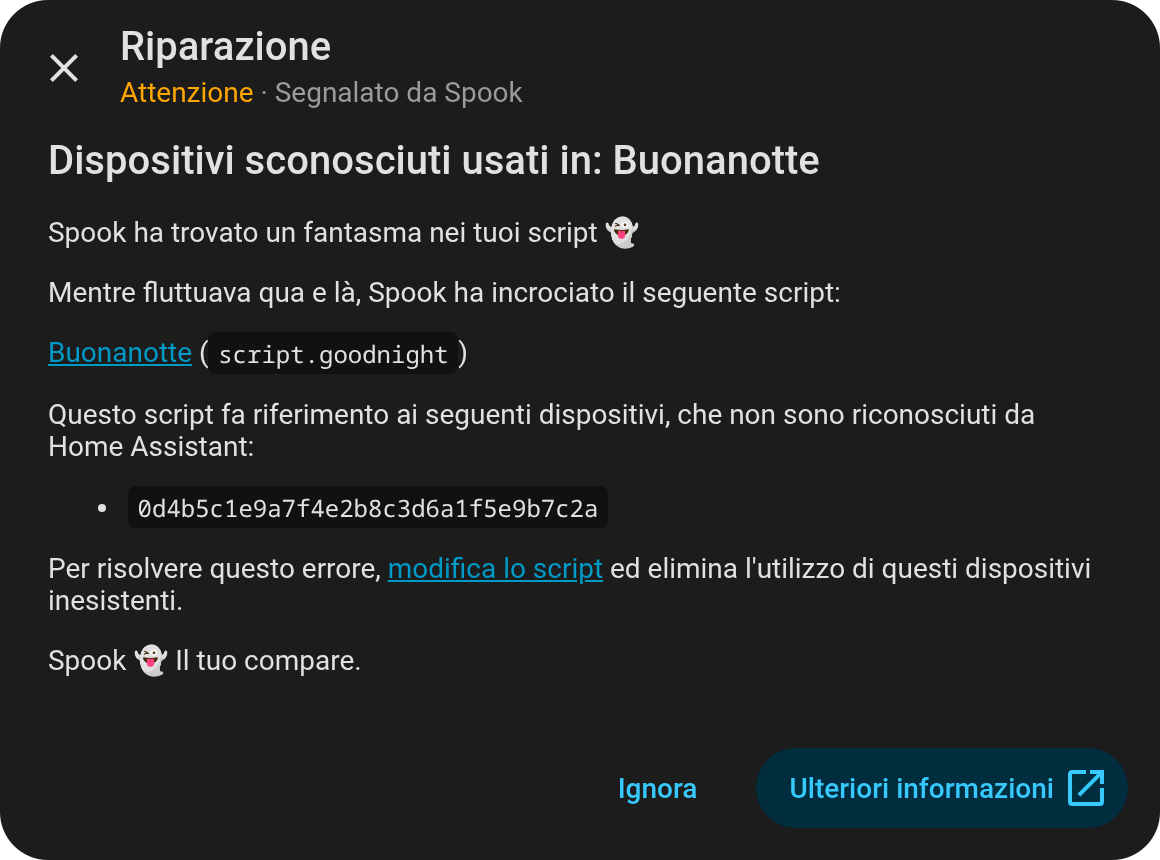 Riparazione
Attenzione · Segnalato da Spook
Dispositivi sconosciuti usati in: Buonanotte
Spook ha trovato un fantasma nei tuoi script 👻
Mentre fluttuava qua e là, Spook ha incrociato il seguente script:
Buonanotte (script.goodnight)
Questo script fa riferimento ai seguenti dispositivi, che non sono riconosciuti da
Home Assistant:
• 0d4b5c1e9a7f4e2b8c3d6a1f5e9b7c2a
Per risolvere questo errore, modifica lo script ed elimina l'utilizzo di questi dispositivi
inesistenti.
Spook 👻 Il tuo compare.
Ignora
Ulteriori informazioni